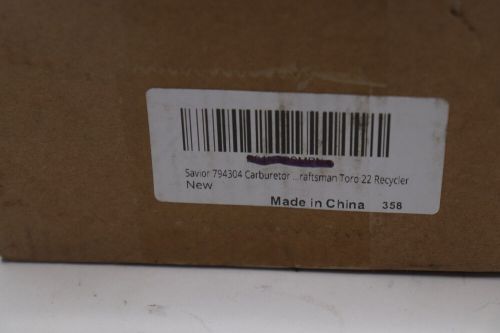 Savior 794304 Carburetor ...raftsman Toro 22 Recycler
New
Made in China 358